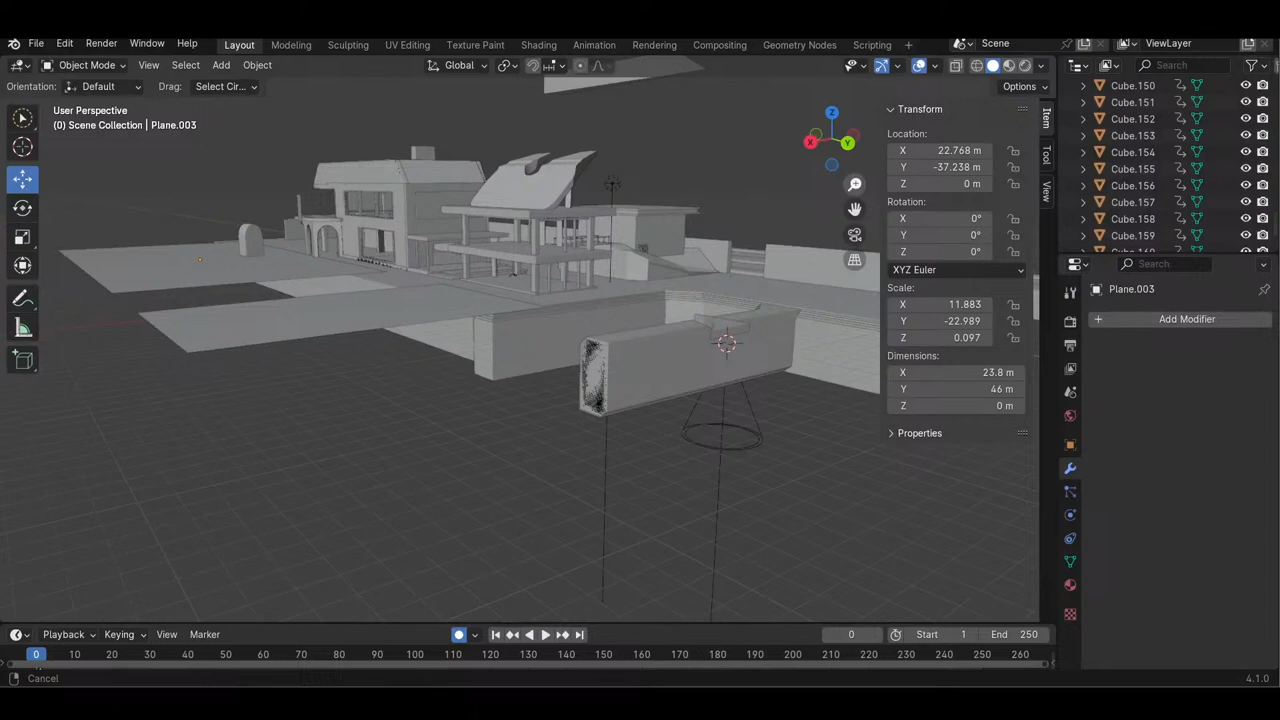 File Edit Render Window Help Layout Modeling Sculpting UV Editing Texture Paint Shading Animation Rendering Compositing Geometry Nodes Scripting + Scene ViewLayer
Object Mode View Select Add Object Global Search
Orientation: Default Drag: Select Cir... Options
User Perspective
(0) Scene Collection | Plane.003
Z
X
Y
Transform
Location:
X 22.768 m
Y -37.238 m
Z 0 m
Rotation:
X 0°
Y 0°
Z 0°
XYZ Euler
Scale:
X 11.883
Y -22.989
Z 0.097
Dimensions:
X 23.8 m
Y 46 m
Z 0 m
Properties
Item
Tool
View
Cube.150
Cube.151
Cube.152
Cube.153
Cube.154
Cube.155
Cube.156
Cube.157
Cube.158
Cube.159
Search
Plane.003
+ Add Modifier
Playback Keying View Marker 0 Start 1 End 250
0 10 20 30 40 50 60 70 80 90 100 110 120 130 140 150 160 170 180 190 200 210 220 230 240 250 260
Cancel 4.1.0